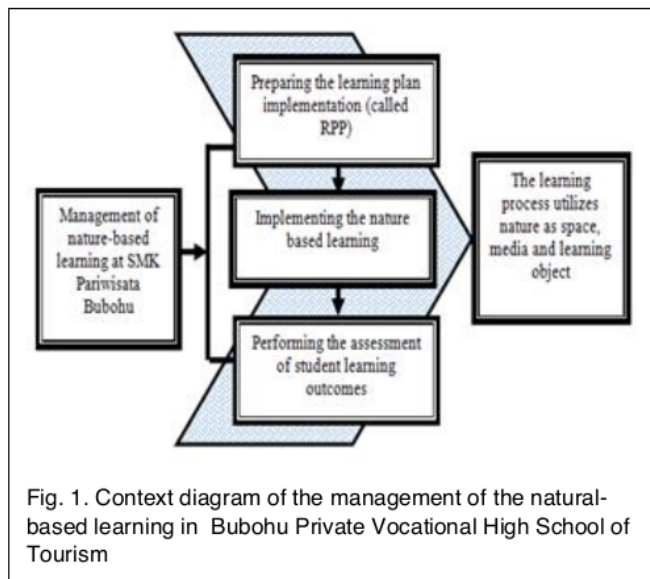 Preparing the learning plan
implementation (called
RPP)
Management of
nature-based
learning at SMK
Pariwisata
Bubohu
Implementing the nature
based learning
Performing the assessment
of student learning
outcomes
The learning
process utilizes
nature as space,
media and learning
object
Fig. 1. Context diagram of the management of the natural-
based learning in Bubohu Private Vocational High School of
Tourism